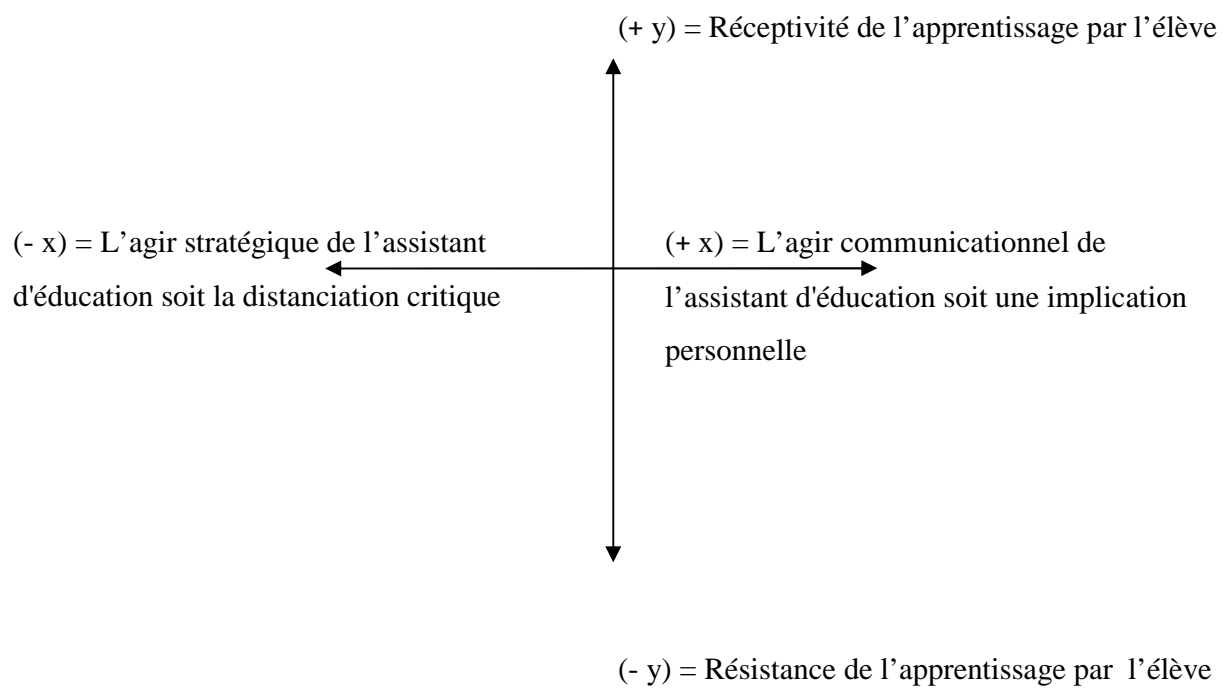 (+ y) = Réceptivité de l’apprentissage par l’élève
(- x) = L’agir stratégique de l’assistant
d'éducation soit la distanciation critique
(+ x) = L’agir communicationnel de
l’assistant d'éducation soit une implication
personnelle
(- y) = Résistance de l’apprentissage par l’élève